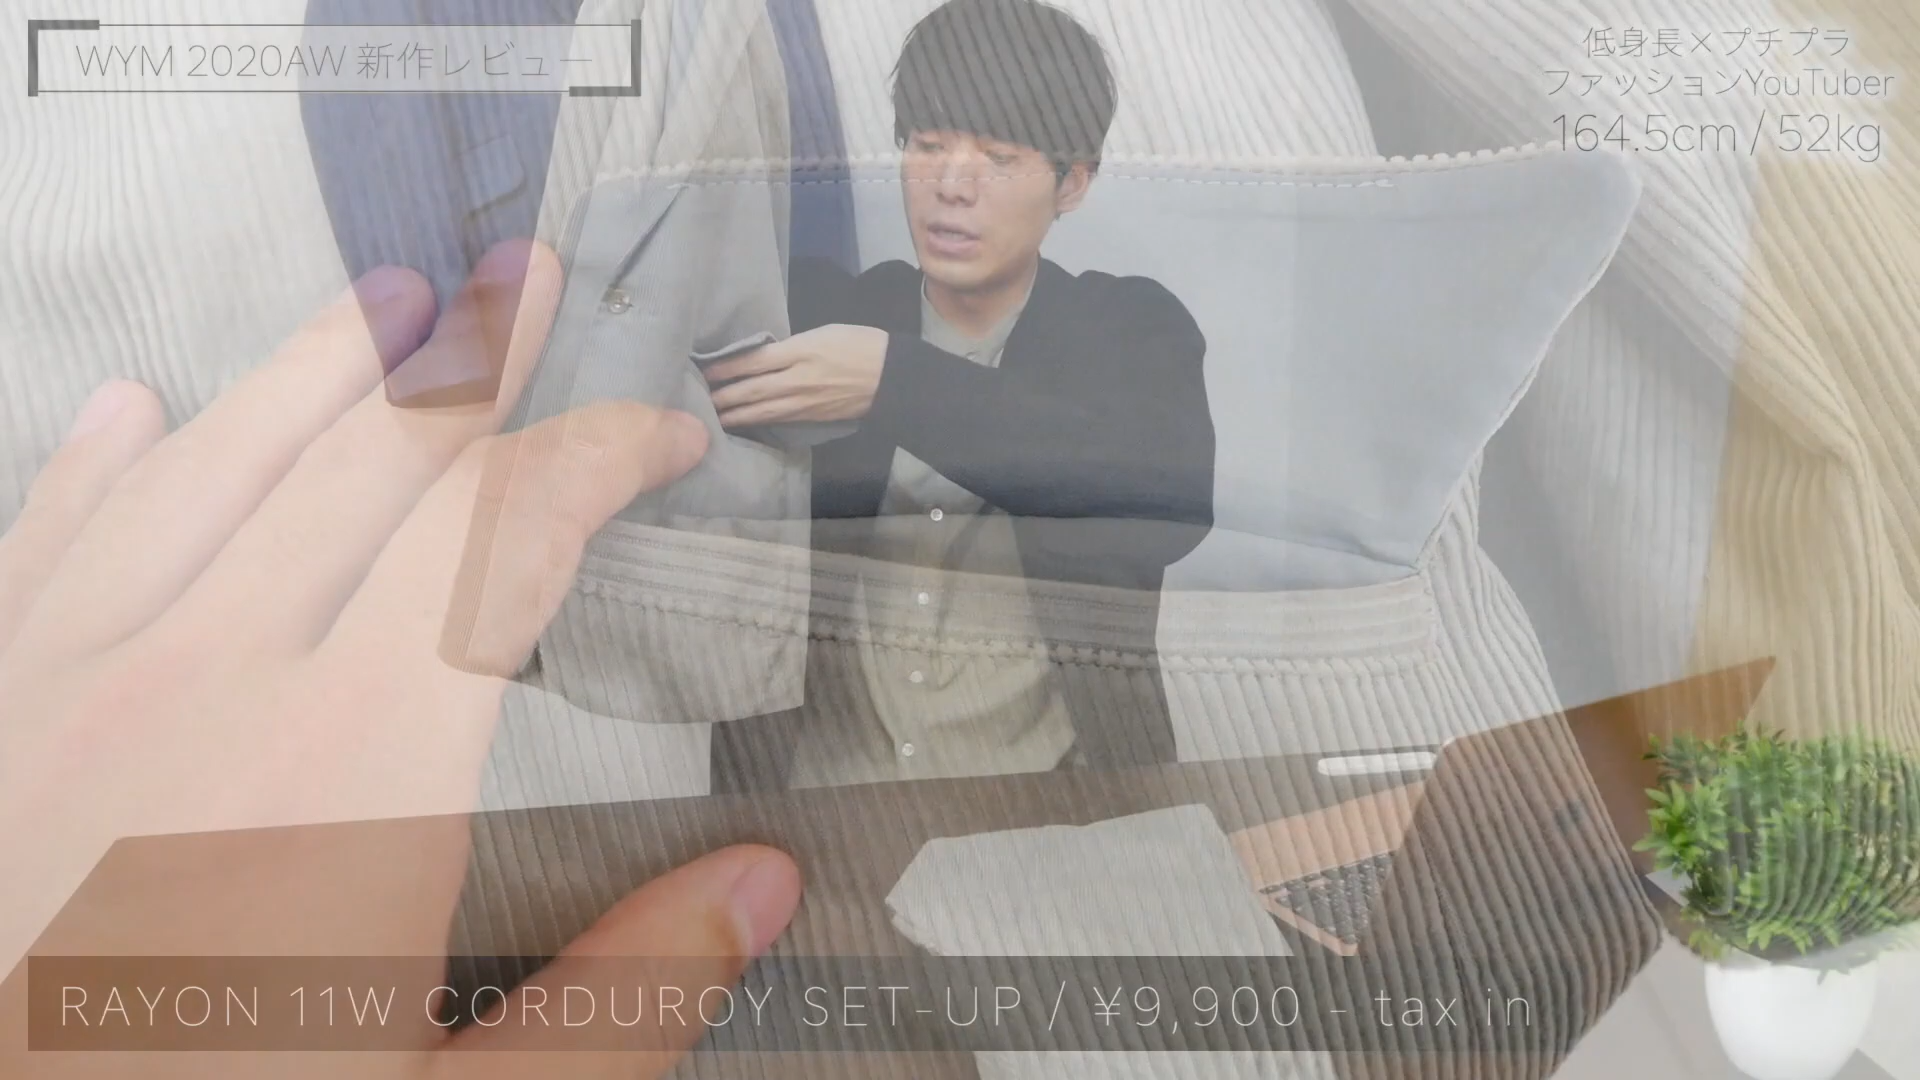 WYM 2020AW 新作レビュー
低身長×プチプラ
ファッションYouTuber
164.5cm / 52kg
RAYON 11W CORDUROY SET-UP / ¥9,900 - tax in